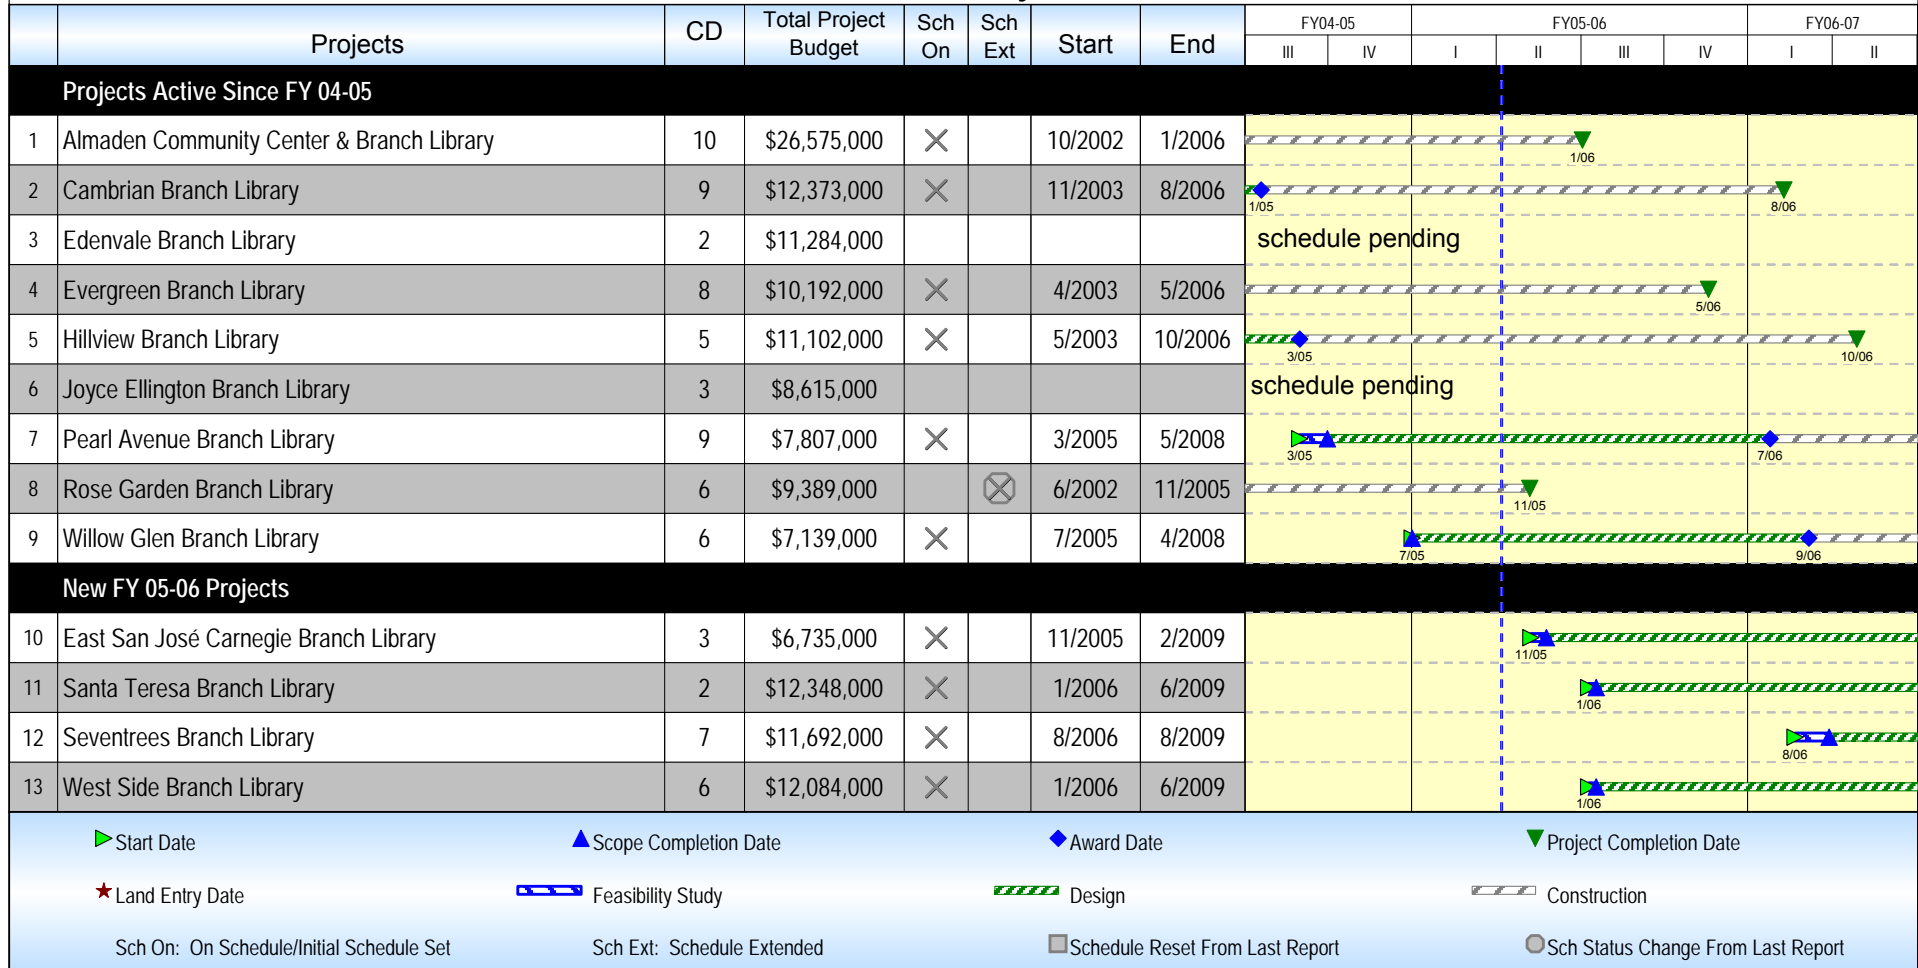 Projects CD Total Project Budget Sch On Sch Ext Start End FY04-05 FY05-06 FY06-07
III IV I II III IV I II
Projects Active Since FY 04-05
1 Almaden Community Center & Branch Library 10 $26,575,000 10/2002 1/2006 1/06
2 Cambrian Branch Library 9 $12,373,000 11/2003 8/2006 1/05 8/06
3 Edenvale Branch Library 2 $11,284,000 schedule pending
4 Evergreen Branch Library 8 $10,192,000 4/2003 5/2006 5/06
5 Hillview Branch Library 5 $11,102,000 5/2003 10/2006 3/05 10/06
6 Joyce Ellington Branch Library 3 $8,615,000 schedule pending
7 Pearl Avenue Branch Library 9 $7,807,000 3/2005 5/2008 3/05 7/06
8 Rose Garden Branch Library 6 $9,389,000 6/2002 11/2005 11/05
9 Willow Glen Branch Library 6 $7,139,000 7/2005 4/2008 7/05 9/06
New FY 05-06 Projects
10 East San José Carnegie Branch Library 3 $6,735,000 11/2005 2/2009 11/05
11 Santa Teresa Branch Library 2 $12,348,000 1/2006 6/2009 1/06
12 Seventrees Branch Library 7 $11,692,000 8/2006 8/2009 8/06
13 West Side Branch Library 6 $12,084,000 1/2006 6/2009 1/06
Start Date Scope Completion Date Award Date Project Completion Date
Land Entry Date Feasibility Study Design Construction
Sch On: On Schedule/Initial Schedule Set Sch Ext: Schedule Extended Schedule Reset From Last Report Sch Status Change From Last Report